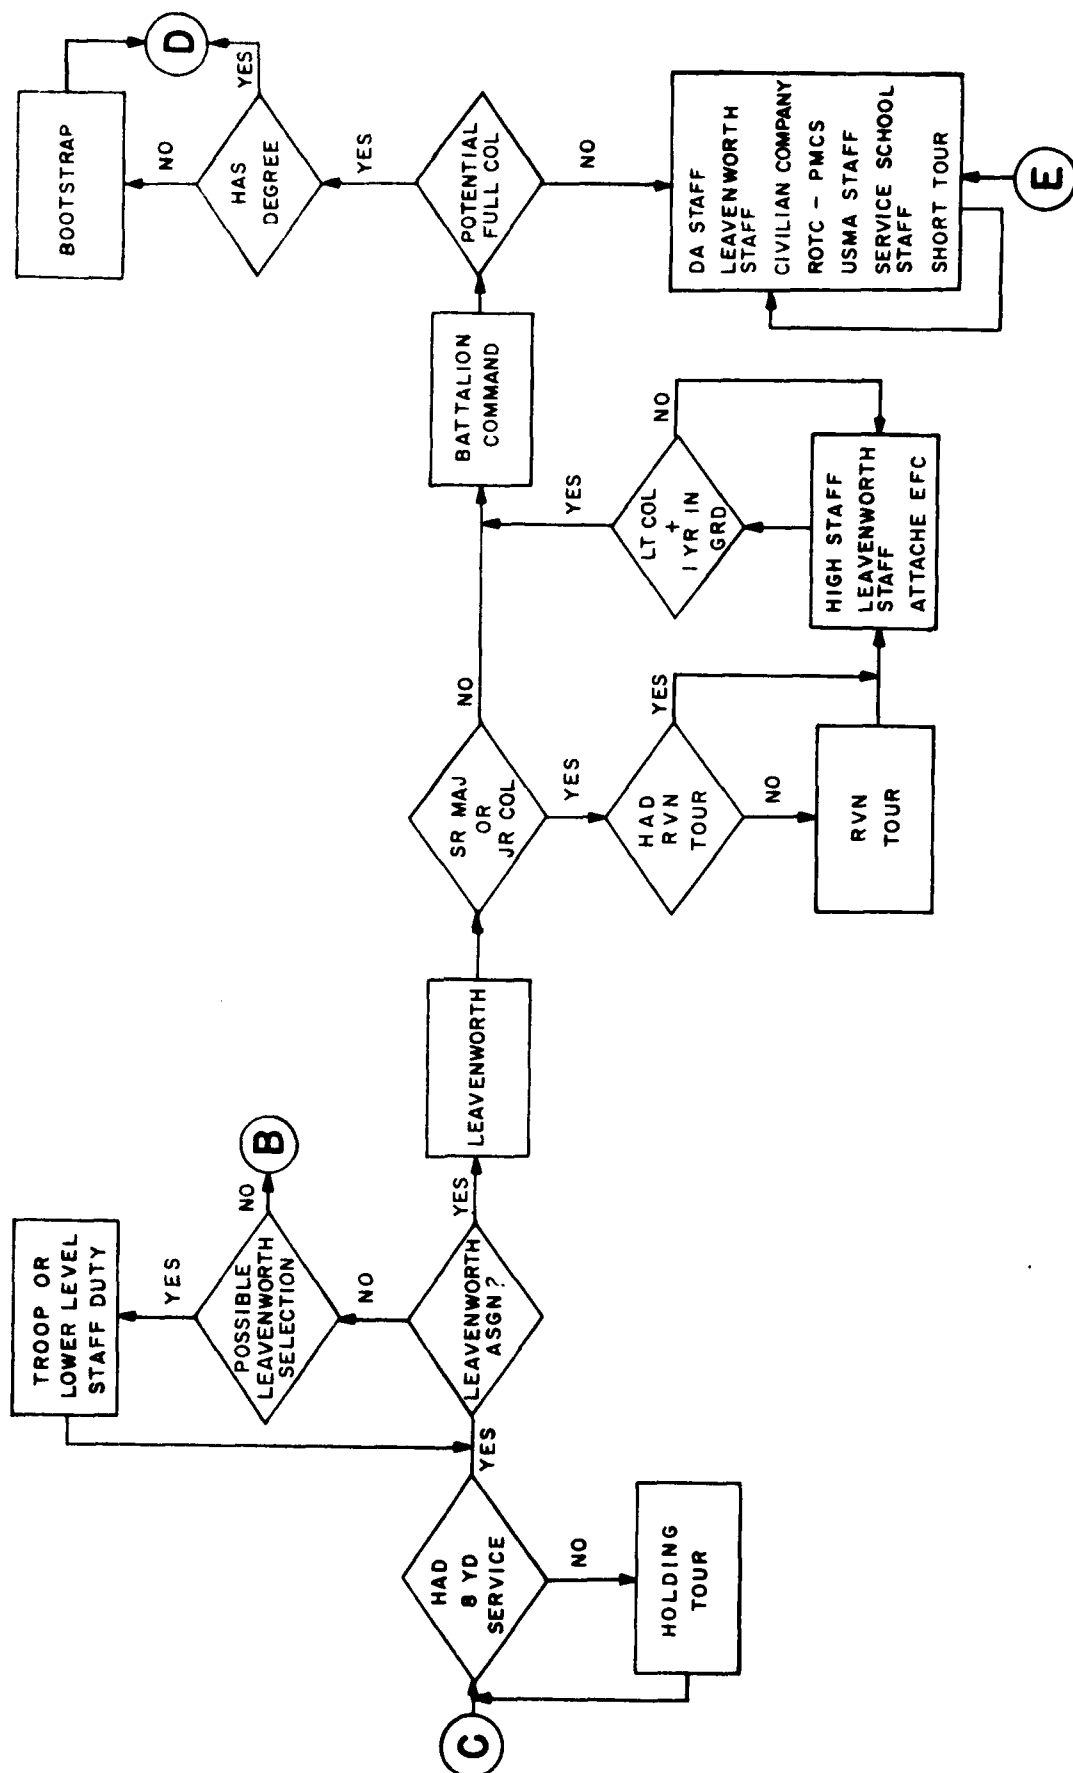 C
HAD
8 YD
SERVICE
NO
HOLDING
TOUR
YES
TROOP OR
LOWER LEVEL
STAFF DUTY
YES
POSSIBLE
LEAVENWORTH
SELECTION
NO
B
NO
LEAVENWORTH
ASGN?
YES
LEAVENWORTH
SR MAJ
OR
JR COL
NO
YES
HAD
RVN
TOUR
YES
NO
RVN
TOUR
HIGH STAFF
LEAVENWORTH
STAFF
ATTACHE EFC
LT COL
+
1 YR IN
GRD
NO
YES
BATTALION
COMMAND
POTENTIAL
FULL COL
YES
HAS
DEGREE
NO
BOOTSTRAP
YES
D
NO
DA STAFF
LEAVENWORTH
STAFF
CIVILIAN COMPANY
ROTC - PMCS
USMA STAFF
SERVICE SCHOOL
STAFF
SHORT TOUR
E